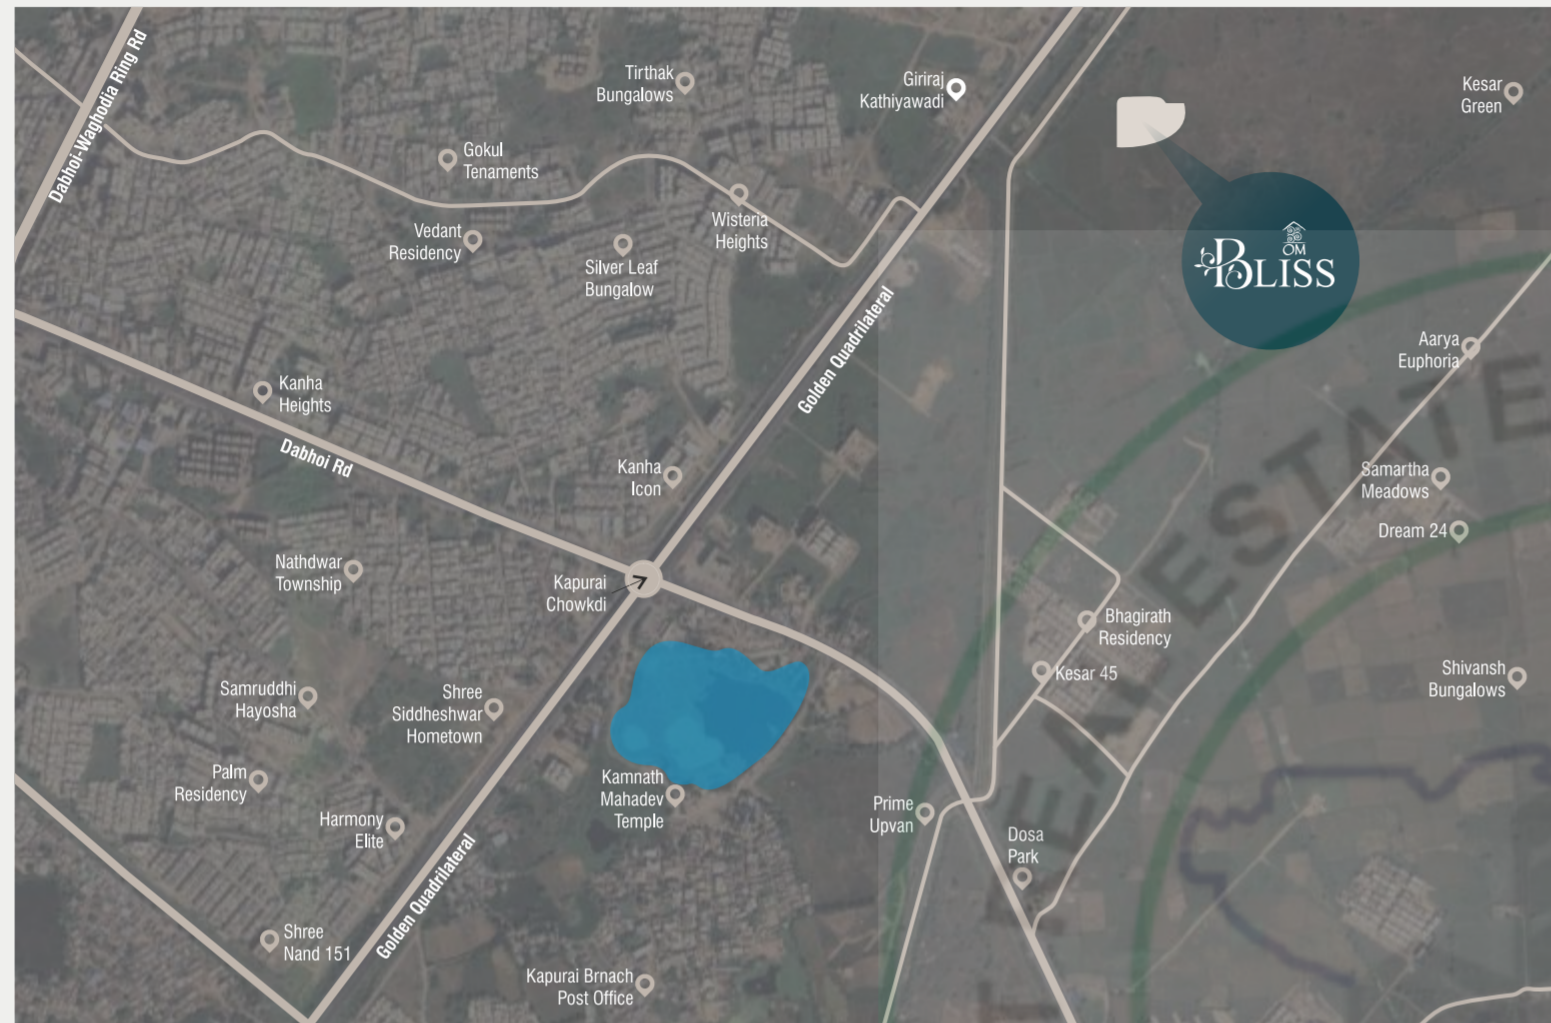 Dabhoi-Waghodia Ring Rd
Tirthak
Bungalows
Giriraj
Kathiyawadi
Kesar
Green
Gokul
Tenaments
Vedant
Residency
Wisteria
Heights
Silver Leaf
Bungalow
OM
BLISS
Golden Quadrilateral
Aarya
Euphoria
Kanha
Heights
Dabhoi Rd
Kanha
Icon
Samartha
Meadows
Dream 24
Nathdwar
Township
Kapurai
Chowkdi
Bhagirath
Residency
Kesar 45
Shivansh
Bungalows
Samruddhi
Hayosha
Shree
Siddheshwar
Hometown
Palm
Residency
Kamnath
Mahadev
Temple
Harmony
Elite
Prime
Upvan
Dosa
Park
Golden Quadrilateral
Shree
Nand 151
Kapurai Brnach
Post Office
REAL ESTATE